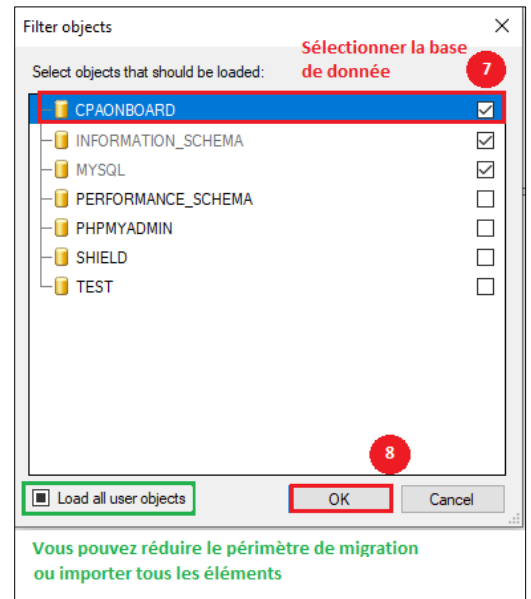 Filter objects
Sélectionner la base
de donnée
7
Select objects that should be loaded:
CPAONBOARD
INFORMATION_SCHEMA
MYSQL
PERFORMANCE_SCHEMA
PHPMYADMIN
SHIELD
TEST
8
Load all user objects
OK
Cancel
Vous pouvez réduire le périmètre de migration
ou importer tous les éléments